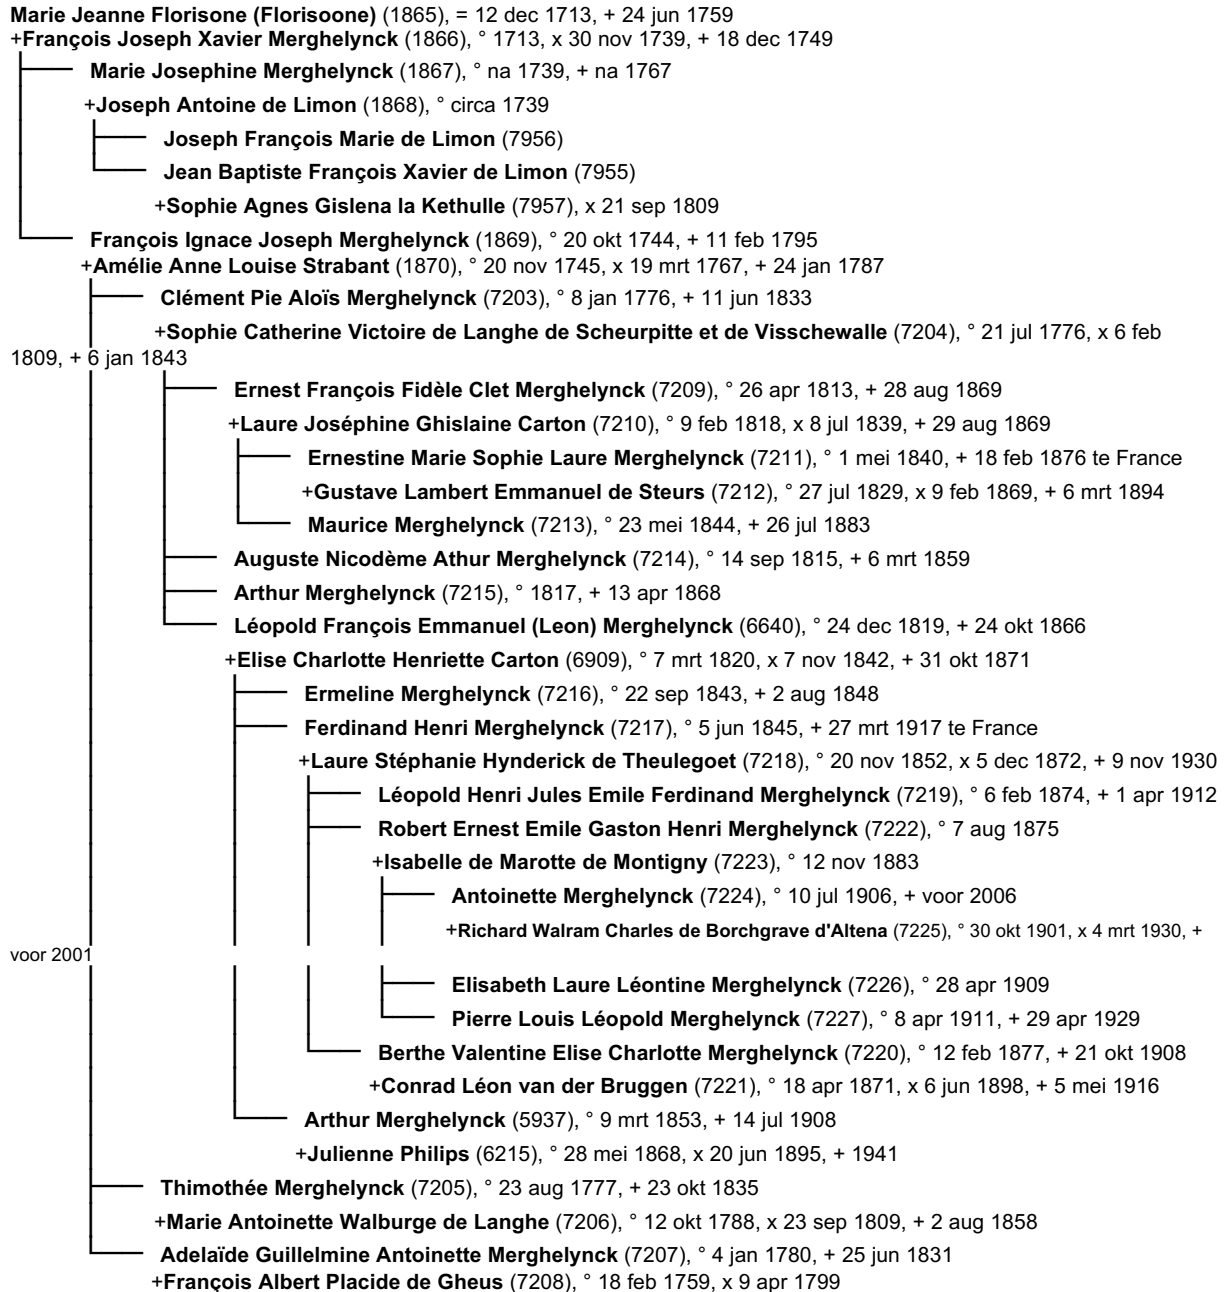 Marie Jeanne Florisone (Florisoone) (1865), = 12 dec 1713, + 24 jun 1759
+François Joseph Xavier Merghelynck (1866), ° 1713, x 30 nov 1739, + 18 dec 1749
Marie Josephine Merghelynck (1867), ° na 1739, + na 1767
+Joseph Antoine de Limon (1868), ° circa 1739
Joseph François Marie de Limon (7956)
Jean Baptiste François Xavier de Limon (7955)
+Sophie Agnes Gislena la Kethulle (7957), x 21 sep 1809
François Ignace Joseph Merghelynck (1869), ° 20 okt 1744, + 11 feb 1795
+Amélie Anne Louise Strabant (1870), ° 20 nov 1745, x 19 mrt 1767, + 24 jan 1787
Clément Pie Aloïs Merghelynck (7203), ° 8 jan 1776, + 11 jun 1833
+Sophie Catherine Victoire de Langhe de Scheurpitte et de Visschewalle (7204), ° 21 jul 1776, x 6 feb
1809, + 6 jan 1843
Ernest François Fidèle Clet Merghelynck (7209), ° 26 apr 1813, + 28 aug 1869
+Laure Joséphine Ghislaine Carton (7210), ° 9 feb 1818, x 8 jul 1839, + 29 aug 1869
Ernestine Marie Sophie Laure Merghelynck (7211), ° 1 mei 1840, + 18 feb 1876 te France
+Gustave Lambert Emmanuel de Steurs (7212), ° 27 jul 1829, x 9 feb 1869, + 6 mrt 1894
Maurice Merghelynck (7213), ° 23 mei 1844, + 26 jul 1883
Auguste Nicodème Athur Merghelynck (7214), ° 14 sep 1815, + 6 mrt 1859
Arthur Merghelynck (7215), ° 1817, + 13 apr 1868
Léopold François Emmanuel (Leon) Merghelynck (6640), ° 24 dec 1819, + 24 okt 1866
+Elise Charlotte Henriette Carton (6909), ° 7 mrt 1820, x 7 nov 1842, + 31 okt 1871
Ermeline Merghelynck (7216), ° 22 sep 1843, + 2 aug 1848
Ferdinand Henri Merghelynck (7217), ° 5 jun 1845, + 27 mrt 1917 te France
+Laure Stéphanie Hynderick de Theulegoet (7218), ° 20 nov 1852, x 5 dec 1872, + 9 nov 1930
Léopold Henri Jules Emile Ferdinand Merghelynck (7219), ° 6 feb 1874, + 1 apr 1912
Robert Ernest Emile Gaston Henri Merghelynck (7222), ° 7 aug 1875
+Isabelle de Marotte de Montigny (7223), ° 12 nov 1883
Antoinette Merghelynck (7224), ° 10 jul 1906, + voor 2006
+Richard Walram Charles de Borchgrave d'Altena (7225), ° 30 okt 1901, x 4 mrt 1930, +
voor 2001
Elisabeth Laure Léontine Merghelynck (7226), ° 28 apr 1909
Pierre Louis Léopold Merghelynck (7227), ° 8 apr 1911, + 29 apr 1929
Berthe Valentine Elise Charlotte Merghelynck (7220), ° 12 feb 1877, + 21 okt 1908
+Conrad Léon van der Bruggen (7221), ° 18 apr 1871, x 6 jun 1898, + 5 mei 1916
Arthur Merghelynck (5937), ° 9 mrt 1853, + 14 jul 1908
+Julienne Philips (6215), ° 28 mei 1868, x 20 jun 1895, + 1941
Thimothée Merghelynck (7205), ° 23 aug 1777, + 23 okt 1835
+Marie Antoinette Walburge de Langhe (7206), ° 12 okt 1788, x 23 sep 1809, + 2 aug 1858
Adelaïde Guillelmine Antoinette Merghelynck (7207), ° 4 jan 1780, + 25 jun 1831
+François Albert Placide de Gheus (7208), ° 18 feb 1759, x 9 apr 1799